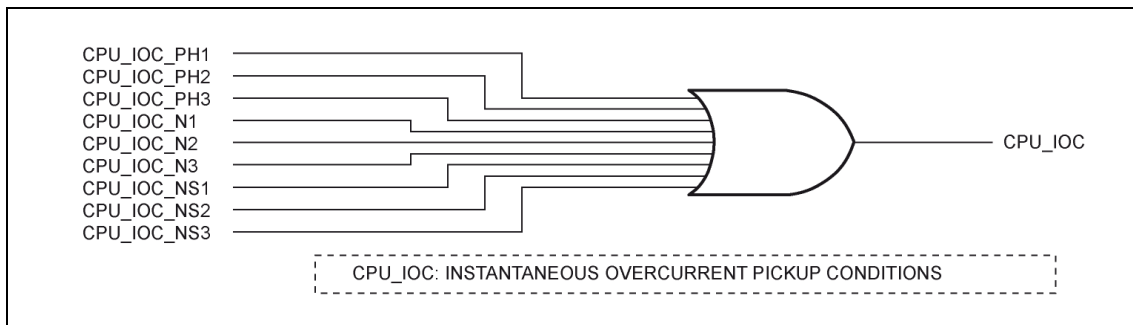 CPU_IOC_PH1
CPU_IOC_PH2
CPU_IOC_PH3
CPU_IOC_N1
CPU_IOC_N2
CPU_IOC_N3
CPU_IOC_NS1
CPU_IOC_NS2
CPU_IOC_NS3
CPU_IOC
CPU_IOC: INSTANTANEOUS OVERCURRENT PICKUP CONDITIONS